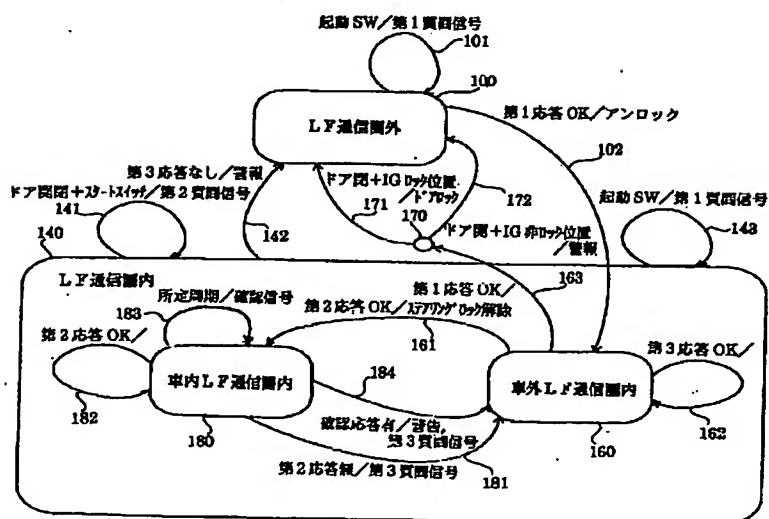 起動SW/第1質問信号
101
100
LF通信圏外
第1応答OK/アンロック
102
第3応答なし/警報
ドア開閉+スタートスイッチ/第2質問信号
141
ドア閉+IGロック位置
/ドアロック
172
171
170
起動SW/第1質問信号
143
140
142
ドア閉+IG非ロック位置
/警報
LF通信圏内
第1応答OK/
163
所定周期/確認信号
183
第2応答OK/ステアリングロック解除
161
第2応答OK/
第3応答OK/
車内LF通信圏内
184
車外LF通信圏内
182
180
確認応答有/警告,
第3質問信号
160
162
第2応答無/第3質問信号
181